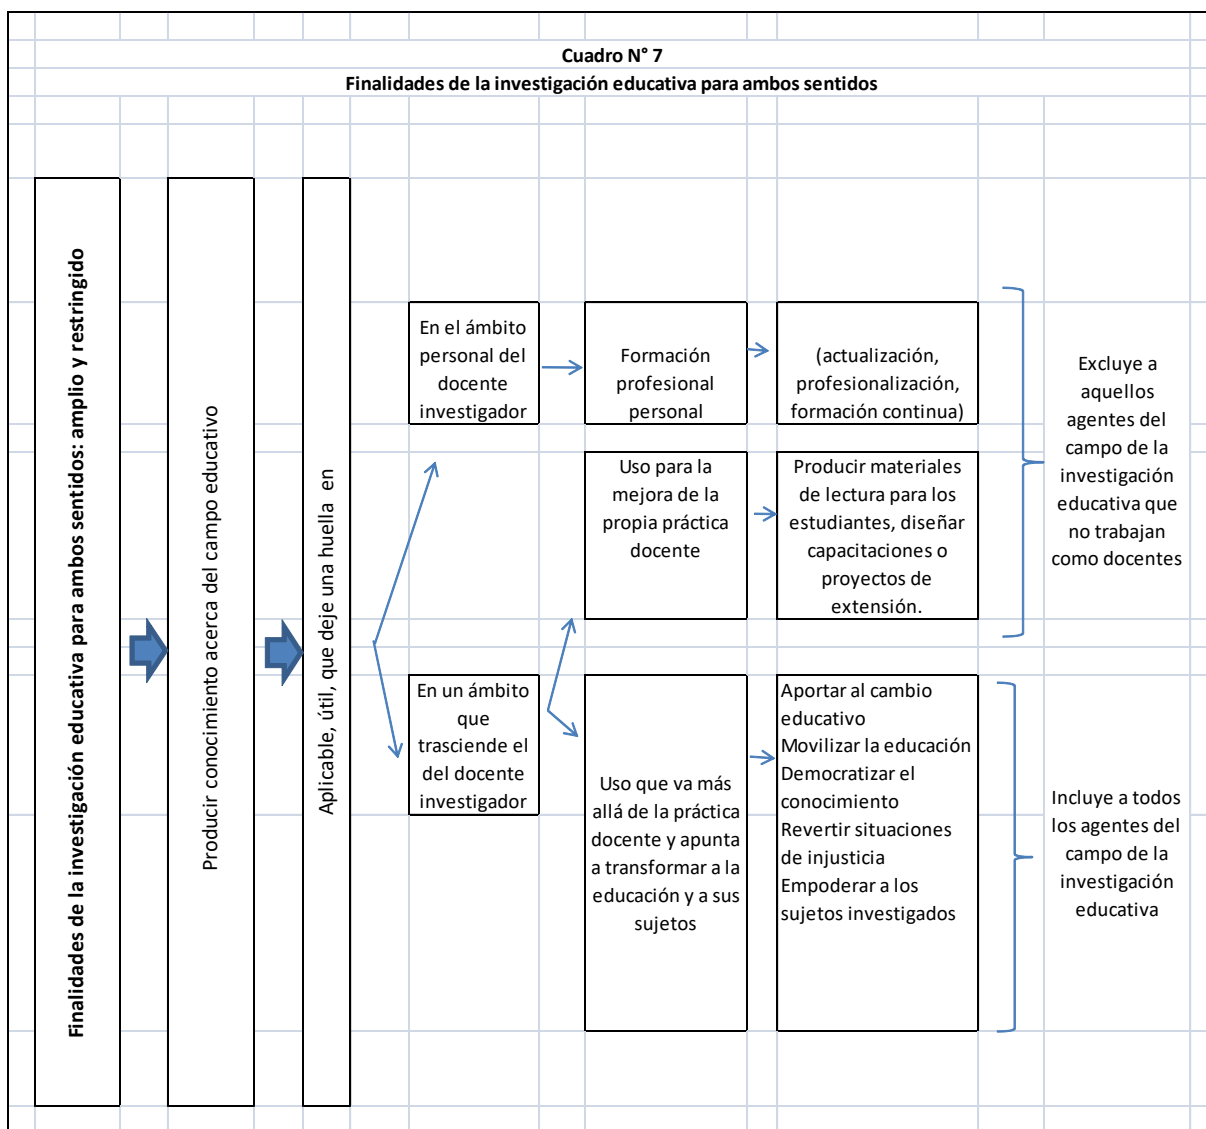 Cuadro N° 7
Finalidades de la investigación educativa para ambos sentidos
Finalidades de la investigación educativa para ambos sentidos: amplio y restringido
Producir conocimiento acerca del campo educativo
Aplicable, útil, que deje una huella en
En el ámbito
personal del
docente
investigador
Formación
profesional
personal
(actualización,
profesionalización,
formación continua)
Uso para la
mejora de la
propia práctica
docente
Producir materiales
de lectura para los
estudiantes, diseñar
capacitaciones o
proyectos de
extensión.
Excluye a
aquellos
agentes del
campo de la
investigación
educativa que
no trabajan
como docentes
En un ámbito
que
trasciende el
del docente
investigador
Uso que va más
allá de la práctica
docente y apunta
a transformar a la
educación y a sus
sujetos
Aportar al cambio
educativo
Movilizar la educación
Democratizar el
conocimiento
Revertir situaciones
de injusticia
Empoderar a los
sujetos investigados
Incluye a todos
los agentes del
campo de la
investigación
educativa